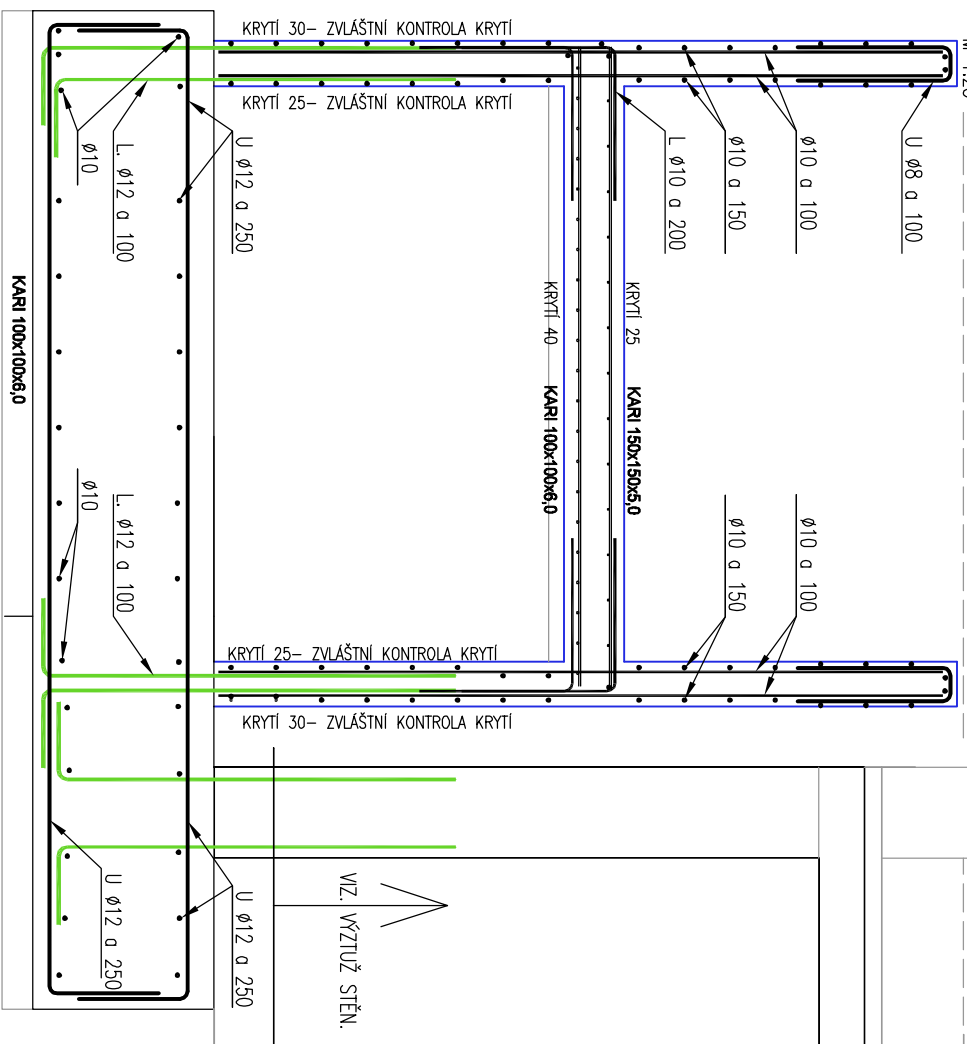 KRYTÍ 30– ZVLÁŠTNÍ KONTROLA KRYTÍ
KRYTÍ 25– ZVLÁŠTNÍ KONTROLA KRYTÍ
ø10
L. ø12 a 100
U ø12 a 250
L ø10 a 200
ø10 a 150
ø10 a 100
U ø8 a 100
KARI 100x100x6,0
KRYTÍ 40
KRYTÍ 25
KARI 100x100x6,0
KARI 150x150x5,0
ø10
L. ø12 a 100
ø10 a 150
ø10 a 100
KRYTÍ 25– ZVLÁŠTNÍ KONTROLA KRYTÍ
KRYTÍ 30– ZVLÁŠTNÍ KONTROLA KRYTÍ
U ø12 a 250
U ø12 a 250
VIZ. VÝZTUŽ STĚN.